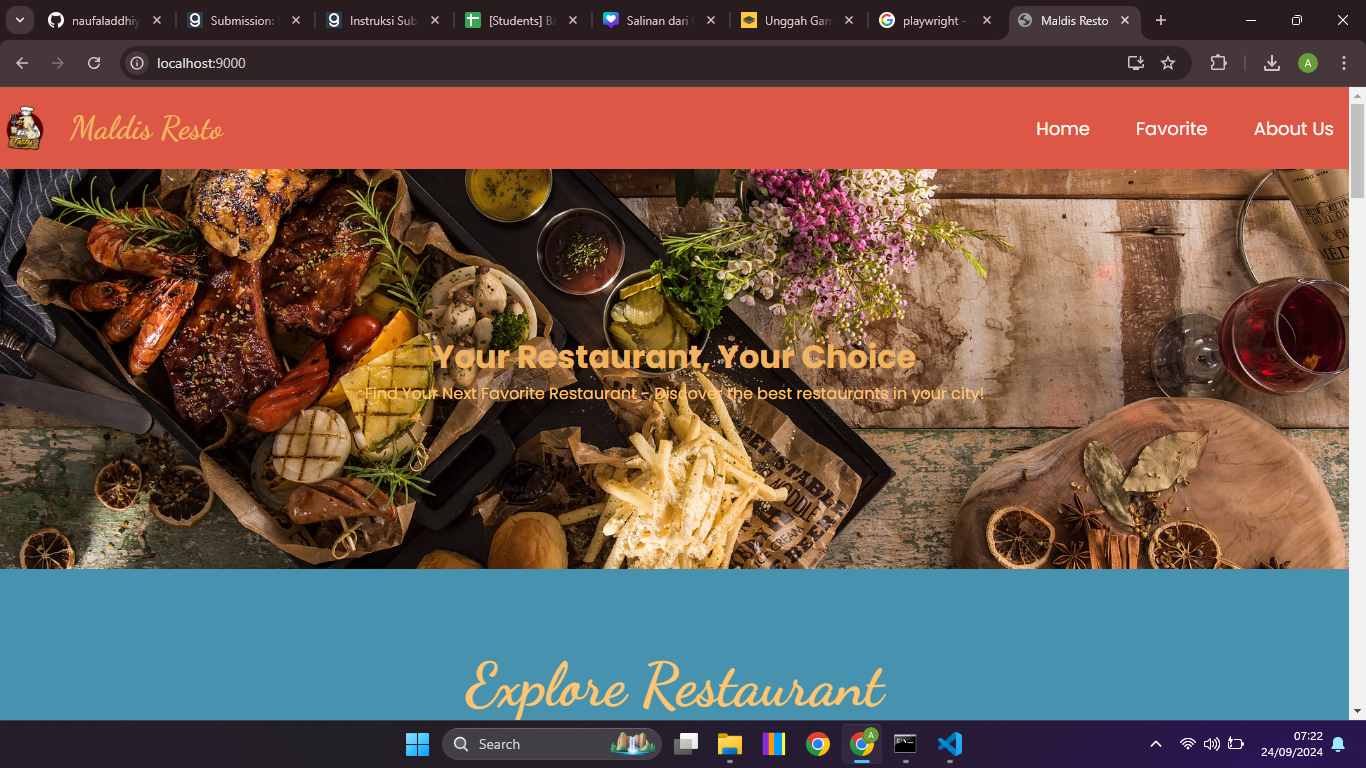 naufaladdhiy
Submission:
Instruksi Sub
[Students] Ba
Salinan dari
Unggah Gam
playwright -
Maldis Resto
localhost:9000
A
Maldis Resto
Home
Favorite
About Us
Your Restaurant, Your Choice
Find Your Next Favorite Restaurant - Discover the best restaurants in your city!
Explore Restaurant
Search
A
07:22
24/09/2024